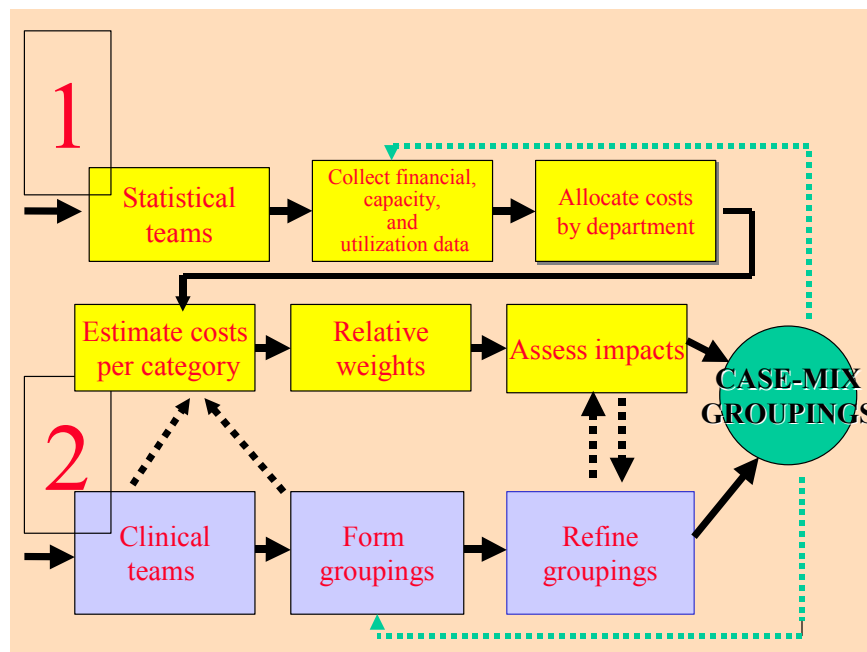 1
Statistical
teams
Collect financial,
capacity,
and
utilization data
Allocate costs
by department
Estimate costs
per category
Relative
weights
Assess impacts
CASE-MIX
GROUPINGS
2
Clinical
teams
Form
groupings
Refine
groupings